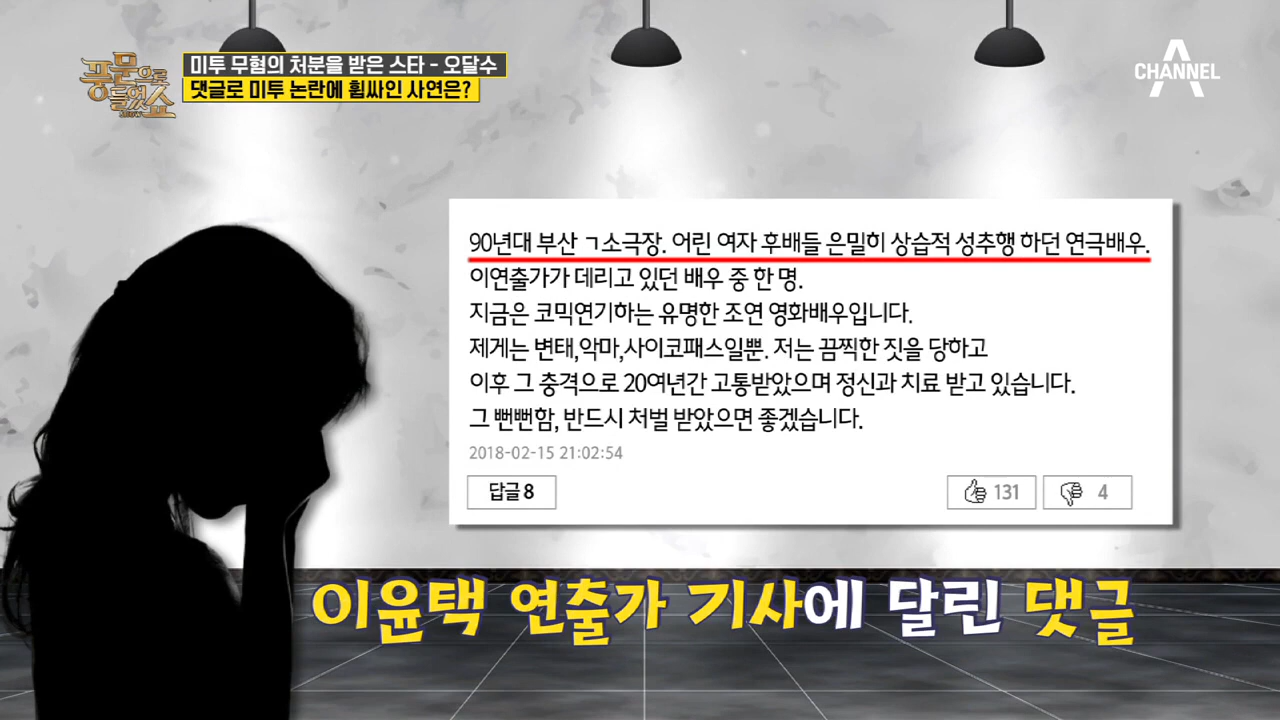 풍문으로
들었쇼
SHOW
미투 무혐의 처분을 받은 스타 - 오달수
댓글로 미투 논란에 휩싸인 사연은?
CHANNEL A
90년대 부산 ㄱ소극장. 어린 여자 후배들 은밀히 상습적 성추행 하던 연극배우.
이연출가가 데리고 있던 배우 중 한 명.
지금은 코믹연기하는 유명한 조연 영화배우입니다.
제게는 변태,악마,사이코패스일뿐. 저는 끔찍한 짓을 당하고
이후 그 충격으로 20여년간 고통받았으며 정신과 치료 받고 있습니다.
그 뻔뻔함, 반드시 처벌 받았으면 좋겠습니다.
2018-02-15 21:02:54
답글 8
131
4
이윤택 연출가 기사에 달린 댓글